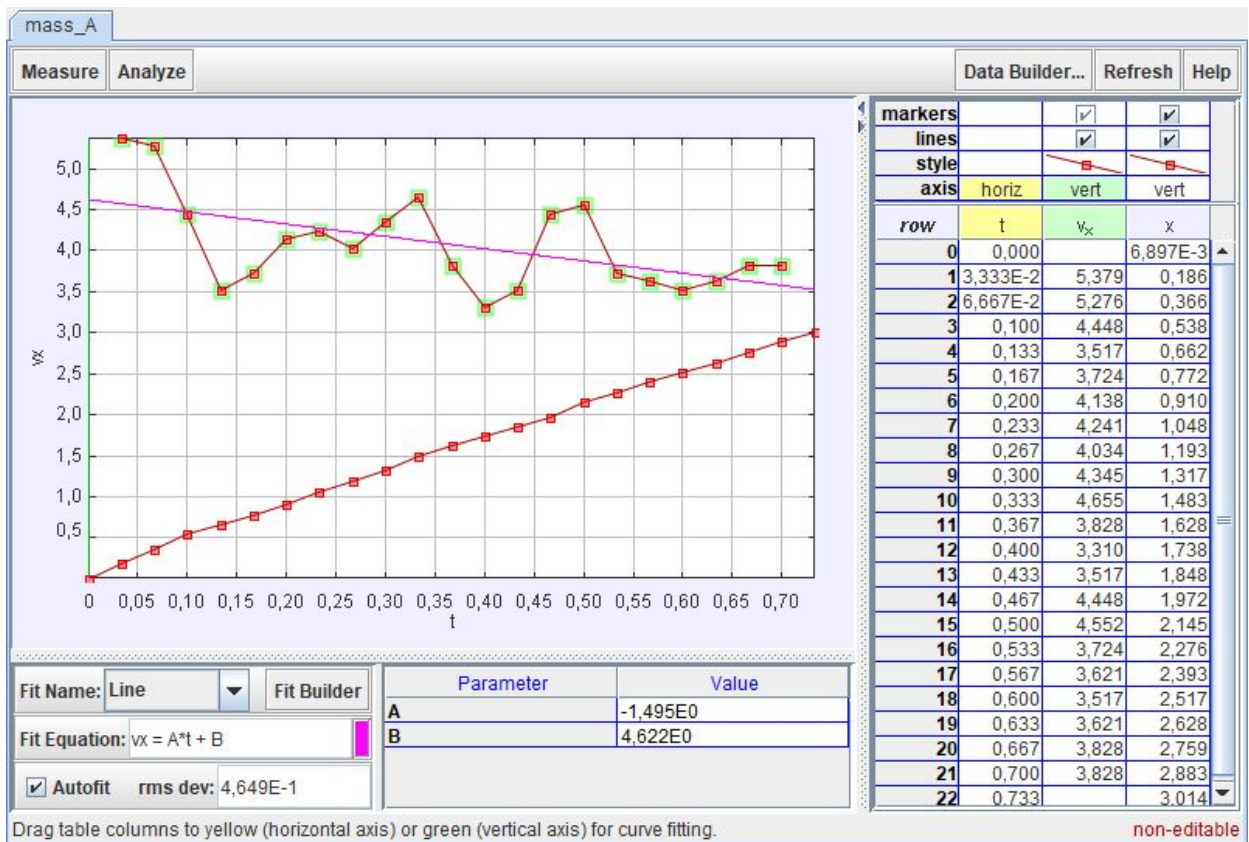 mass_A
Measure Analyze Data Builder... Refresh Help
vx
5,0
4,5
4,0
3,5
3,0
2,5
2,0
1,5
1,0
0,5
0 0,05 0,10 0,15 0,20 0,25 0,30 0,35 0,40 0,45 0,50 0,55 0,60 0,65 0,70
t
markers
lines
style
axis horiz vert vert
row t vx x
0 0,000 6,897E-3
1 3,333E-2 5,379 0,186
2 6,667E-2 5,276 0,366
3 0,100 4,448 0,538
4 0,133 3,517 0,662
5 0,167 3,724 0,772
6 0,200 4,138 0,910
7 0,233 4,241 1,048
8 0,267 4,034 1,193
9 0,300 4,345 1,317
10 0,333 4,655 1,483
11 0,367 3,828 1,628
12 0,400 3,310 1,738
13 0,433 3,517 1,848
14 0,467 4,448 1,972
15 0,500 4,552 2,145
16 0,533 3,724 2,276
17 0,567 3,621 2,393
18 0,600 3,517 2,517
19 0,633 3,621 2,628
20 0,667 3,828 2,759
21 0,700 3,828 2,883
22 0,733 3,014
Fit Name: Line Fit Builder
Fit Equation: vx = A*t + B
Autofit rms dev: 4,649E-1
Parameter Value
A -1,495E0
B 4,622E0
Drag table columns to yellow (horizontal axis) or green (vertical axis) for curve fitting. non-editable